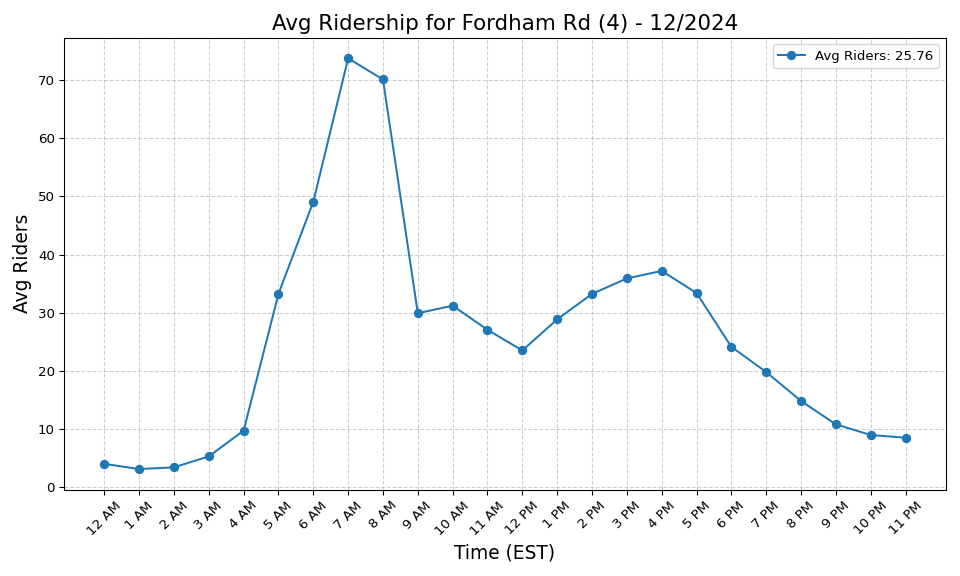 Avg Ridership for Fordham Rd (4) - 12/2024
Avg Riders: 25.76
Avg Riders
70
60
50
40
30
20
10
0
12 AM
1 AM
2 AM
3 AM
4 AM
5 AM
6 AM
7 AM
8 AM
9 AM
10 AM
11 AM
12 PM
1 PM
2 PM
3 PM
4 PM
5 PM
6 PM
7 PM
8 PM
9 PM
10 PM
11 PM
Time (EST)